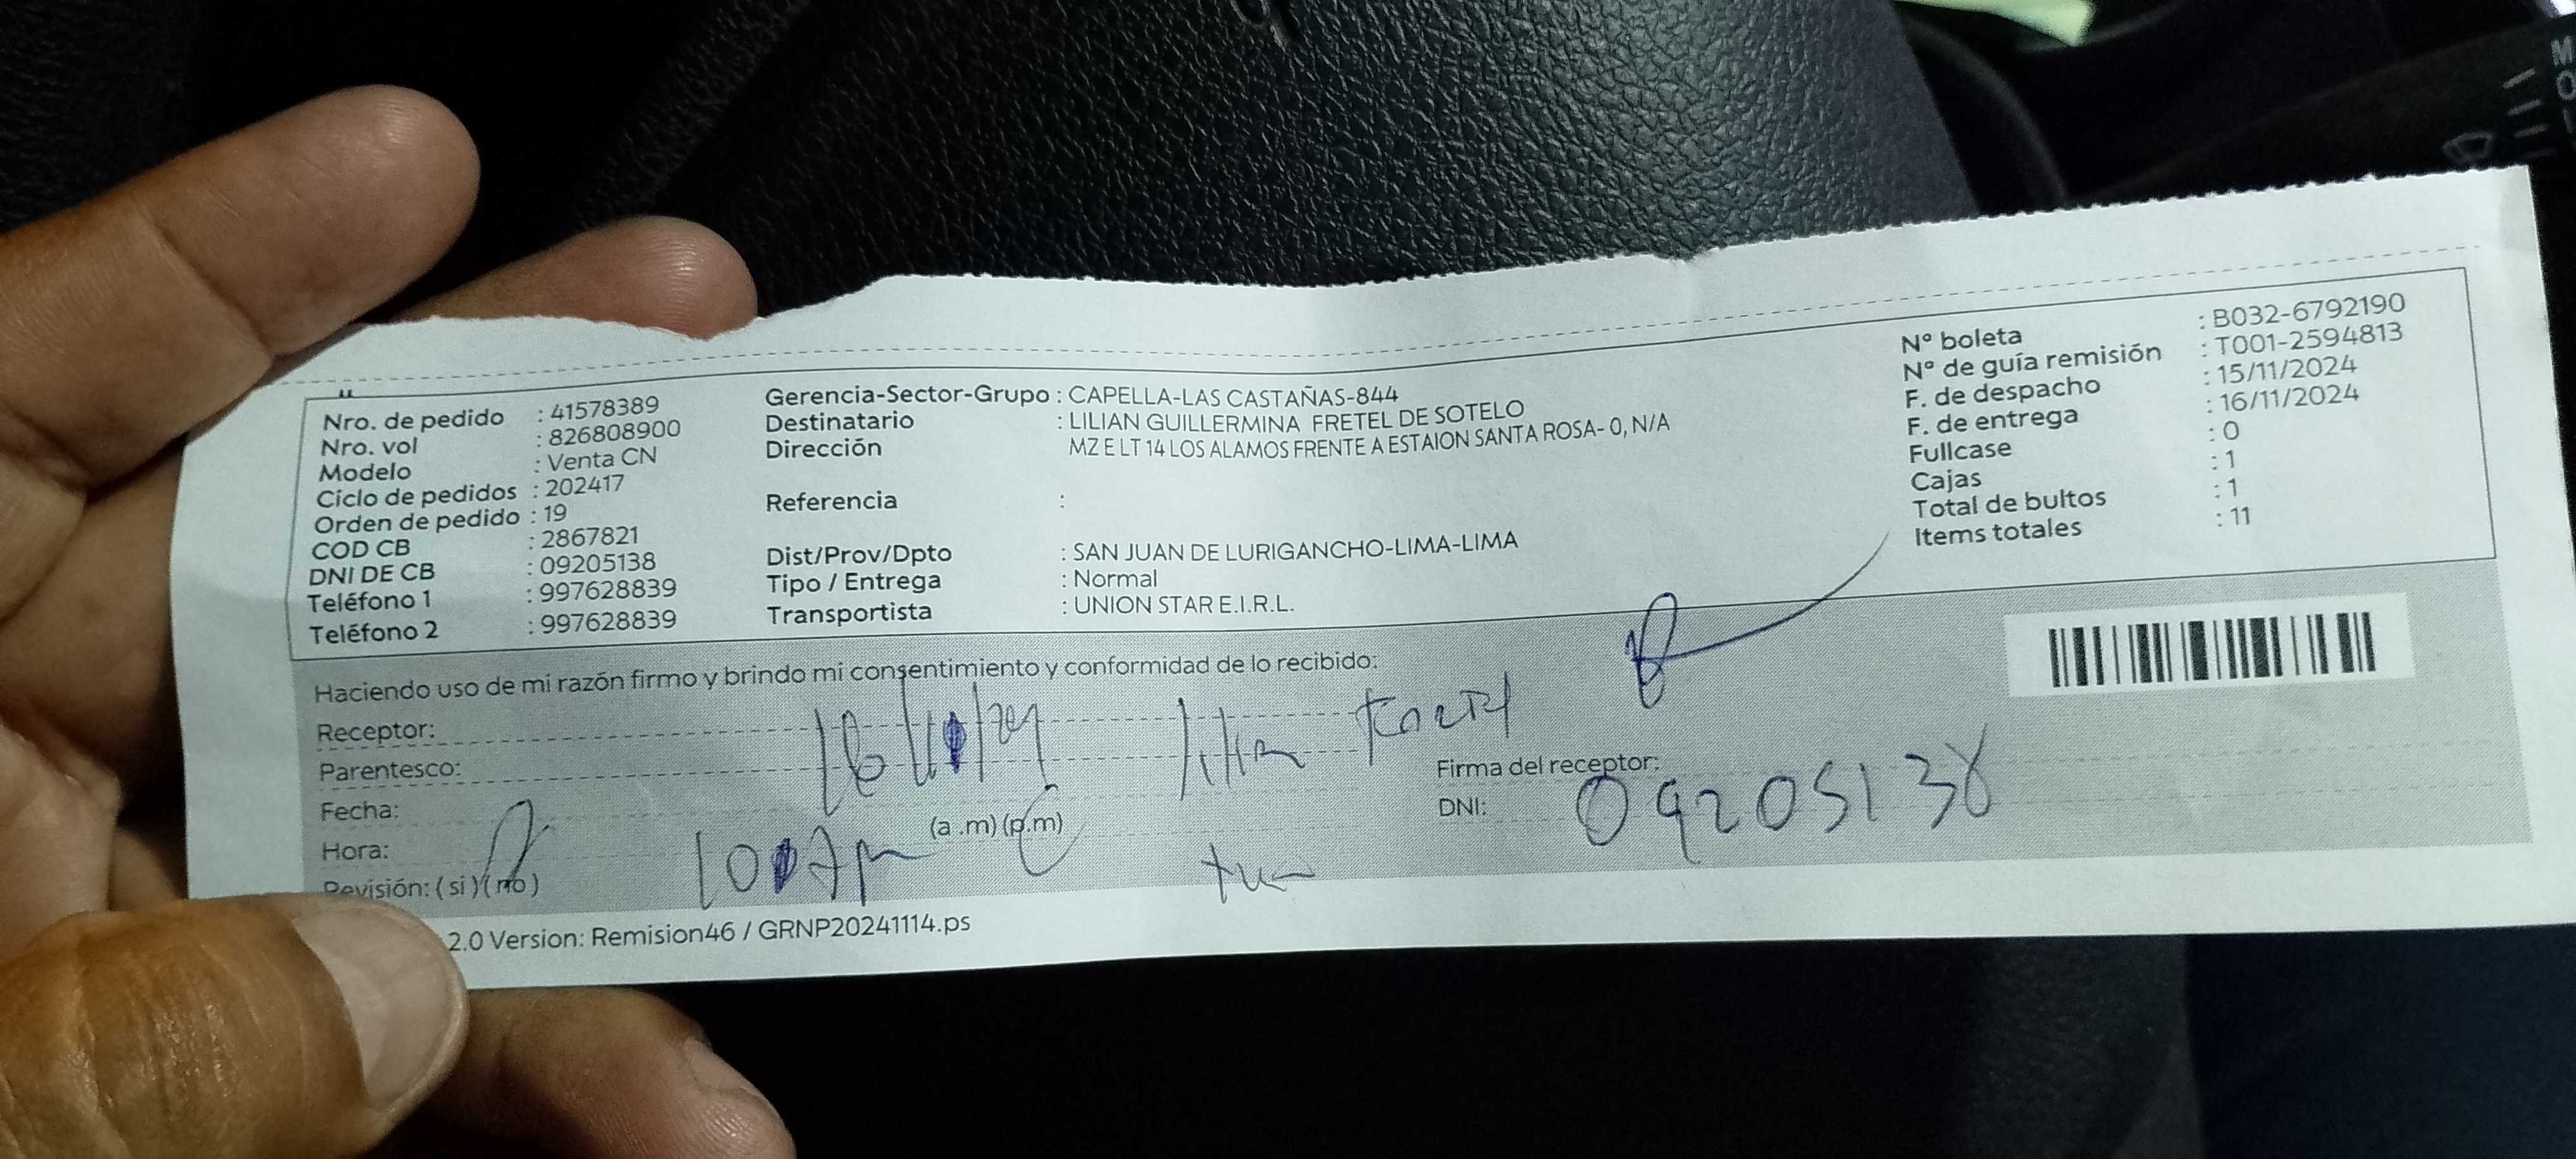 Nro. de pedido : 41578389
Nro. vol : 826808900
Modelo : Venta CN
Ciclo de pedidos : 202417
Orden de pedido : 19
COD CB : 2867821
DNI DE CB : 09205138
Teléfono 1 : 997628839
Teléfono 2 : 997628839
Gerencia-Sector-Grupo : CAPELLA-LAS CASTAÑAS-844
Destinatario : LILIAN GUILLERMINA FRETEL DE SOTELO
Dirección MZ E LT 14 LOS ALAMOS FRENTE A ESTAION SANTA ROSA- 0, N/A
Referencia :
Dist/Prov/Dpto : SAN JUAN DE LURIGANCHO-LIMA-LIMA
Tipo / Entrega : Normal
Transportista : UNION STAR E.I.R.L.
N° boleta : B032-6792190
N° de guía remisión : T001-2594813
F. de despacho : 15/11/2024
F. de entrega : 16/11/2024
Fullcase : 0
Cajas : 1
Total de bultos : 1
Items totales : 11
Haciendo uso de mi razón firmo y brindo mi consentimiento y conformidad de lo recibido:
Receptor:
Parentesco: 16/11/24
Fecha:
Hora: (a .m) (p.m)
Revisión: ( si ) ( no )
Firma del receptor:
DNI: 09205138
2.0 Version: Remision46 / GRNP20241114.ps